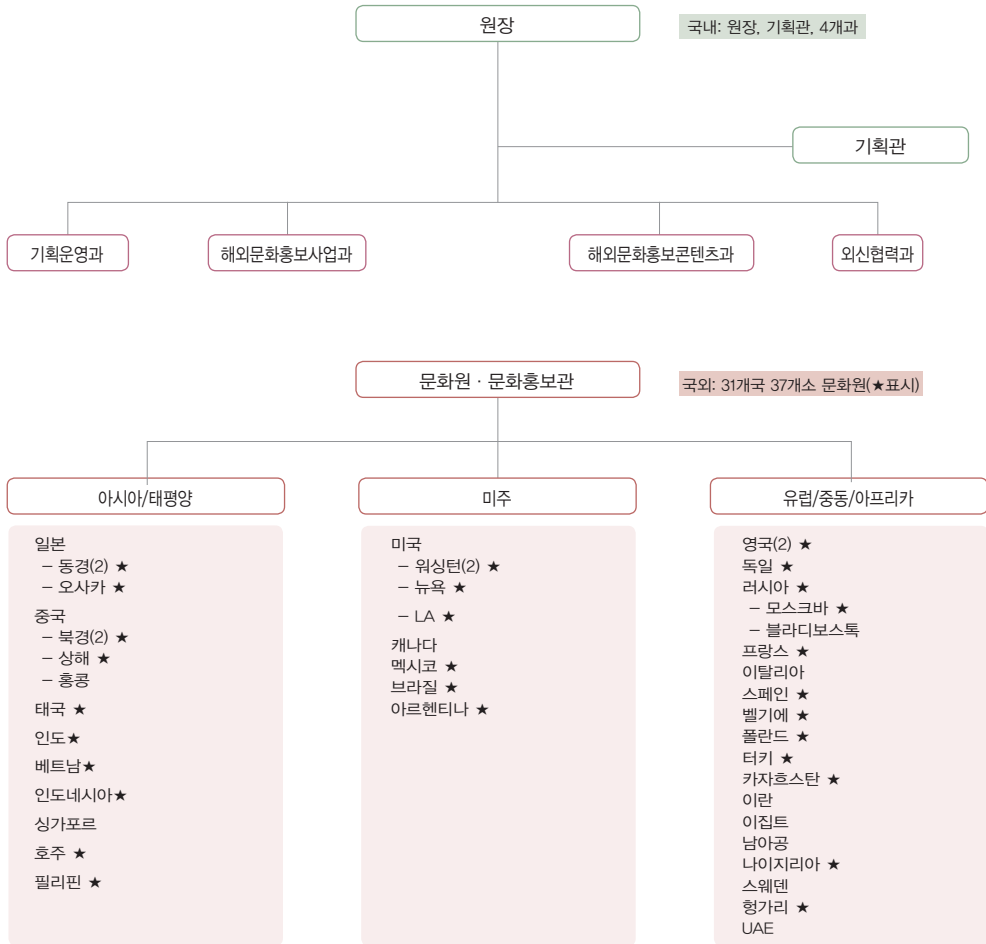 원장
국내: 원장, 기획관, 4개과
기획관
기획운영과
해외문화홍보사업과
해외문화홍보콘텐츠과
외신협력과
문화원 · 문화홍보관
국외: 31개국 37개소 문화원(★표시)
아시아/태평양
일본
– 동경(2) ★
– 오사카 ★
중국
– 북경(2) ★
– 상해 ★
– 홍콩
태국 ★
인도★
베트남★
인도네시아★
싱가포르
호주 ★
필리핀 ★
미주
미국
– 워싱턴(2) ★
– 뉴욕 ★
– LA ★
캐나다
멕시코 ★
브라질 ★
아르헨티나 ★
유럽/중동/아프리카
영국(2) ★
독일 ★
러시아 ★
– 모스크바 ★
– 블라디보스톡
프랑스 ★
이탈리아
스페인 ★
벨기에 ★
폴란드 ★
터키 ★
카자흐스탄 ★
이란
이집트
남아공
나이지리아 ★
스웨덴
헝가리 ★
UAE